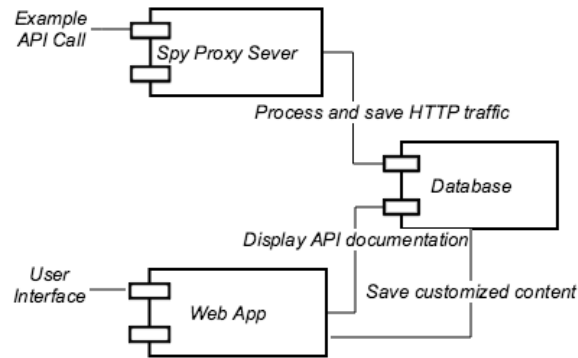 Example
API Call
Spy Proxy Sever
Process and save HTTP traffic
Database
Display API documentation
User
Interface
Save customized content
Web App